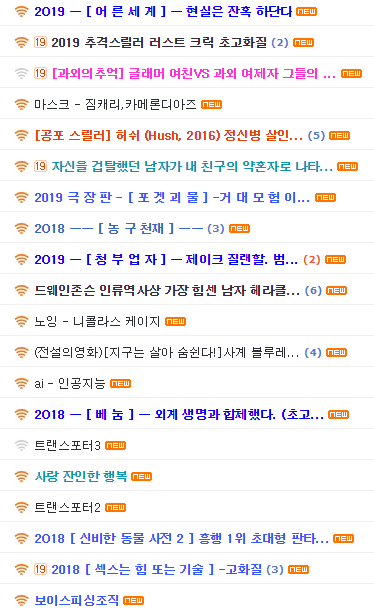 2019 ㅡ [ 어 른 세 계 ] ㅡ 현실은 잔혹 하단다 NEW
19 2019 추격스릴러 러스트 크릭 초고화질 (2) NEW
19 [과외의추억] 글래머 여친VS 과외 여제자 그들의 ... NEW
마스크 - 짐캐리,카메론디아즈 NEW
[공포 스릴러] 허쉬 (Hush, 2016) 정신병 살인... (5) NEW
19 자신을 겁탈했던 남자가 내 친구의 약혼자로 나타... NEW
2019 극 장 판 - [ 포 켓 괴 물 ] -거 대 모 험 이... NEW
2018 ㅡㅡ [ 농 구 천재 ] ㅡㅡ (3) NEW
2019 ㅡ [ 청 부 업 자 ] ㅡ 제이크 질랜할. 범... (2) NEW
드웨인존슨 인류역사상 가장 힘센 남자 헤라클... (6) NEW
노잉 - 니콜라스 케이지 NEW
(전설의영화)[지구는 살아 숨쉰다!]사계 블루레... (4) NEW
ai - 인공지능 NEW
2018 ㅡ [ 베 놈 ] ㅡ 외계 생명과 합체했다. (초고... NEW
트랜스포터3 NEW
사랑 잔인한 행복 NEW
트랜스포터2 NEW
2018 [ 신비한 동물 사전 2 ] 흥행 1위 초대형 판타... NEW
19 2018 [ 섹스는 힘 또는 기술 ] -고화질 (3) NEW
보이스피싱조직 NEW